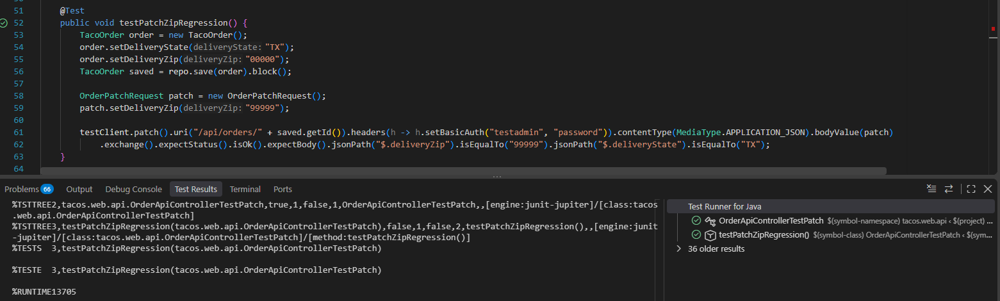 51 @Test
52 public void testPatchZipRegression() {
53 TacoOrder order = new TacoOrder();
54 order.setDeliveryState(deliveryState: "TX");
55 order.setDeliveryZip(deliveryZip: "00000");
56 TacoOrder saved = repo.save(order).block();
57
58 OrderPatchRequest patch = new OrderPatchRequest();
59 patch.setDeliveryZip(deliveryZip: "99999");
60
61 testClient.patch().uri("/api/orders/" + saved.getId()).headers(h -> h.setBasicAuth("testadmin", "password")).contentType(MediaType.APPLICATION_JSON).bodyValue(patch)
62 .exchange().expectStatus().isOk().expectBody().jsonPath("$.deliveryZip").isEqualTo("99999").jsonPath("$.deliveryState").isEqualTo("TX");
63 }
64
Problems 66 Output Debug Console Test Results Terminal Ports
%TSTTREE2,tacos.web.api.OrderApiControllerTestPatch,true,1,false,1,OrderApiControllerTestPatch,,[engine:junit-jupiter]/[class:tacos
.web.api.OrderApiControllerTestPatch]
%TSTTREE3,testPatchZipRegression(tacos.web.api.OrderApiControllerTestPatch),false,1,false,2,testPatchZipRegression(),,[engine:junit
-jupiter]/[class:tacos.web.api.OrderApiControllerTestPatch]/[method:testPatchZipRegression()]
%TESTS 3,testPatchZipRegression(tacos.web.api.OrderApiControllerTestPatch)
%TESTE 3,testPatchZipRegression(tacos.web.api.OrderApiControllerTestPatch)
%RUNTIME13705
Test Runner for Java
OrderApiControllerTestPatch $(symbol-namespace) tacos.web.api ‹ $(project) ...
testPatchZipRegression() $(symbol-class) OrderApiControllerTestPatch ‹ $(sym...
36 older results